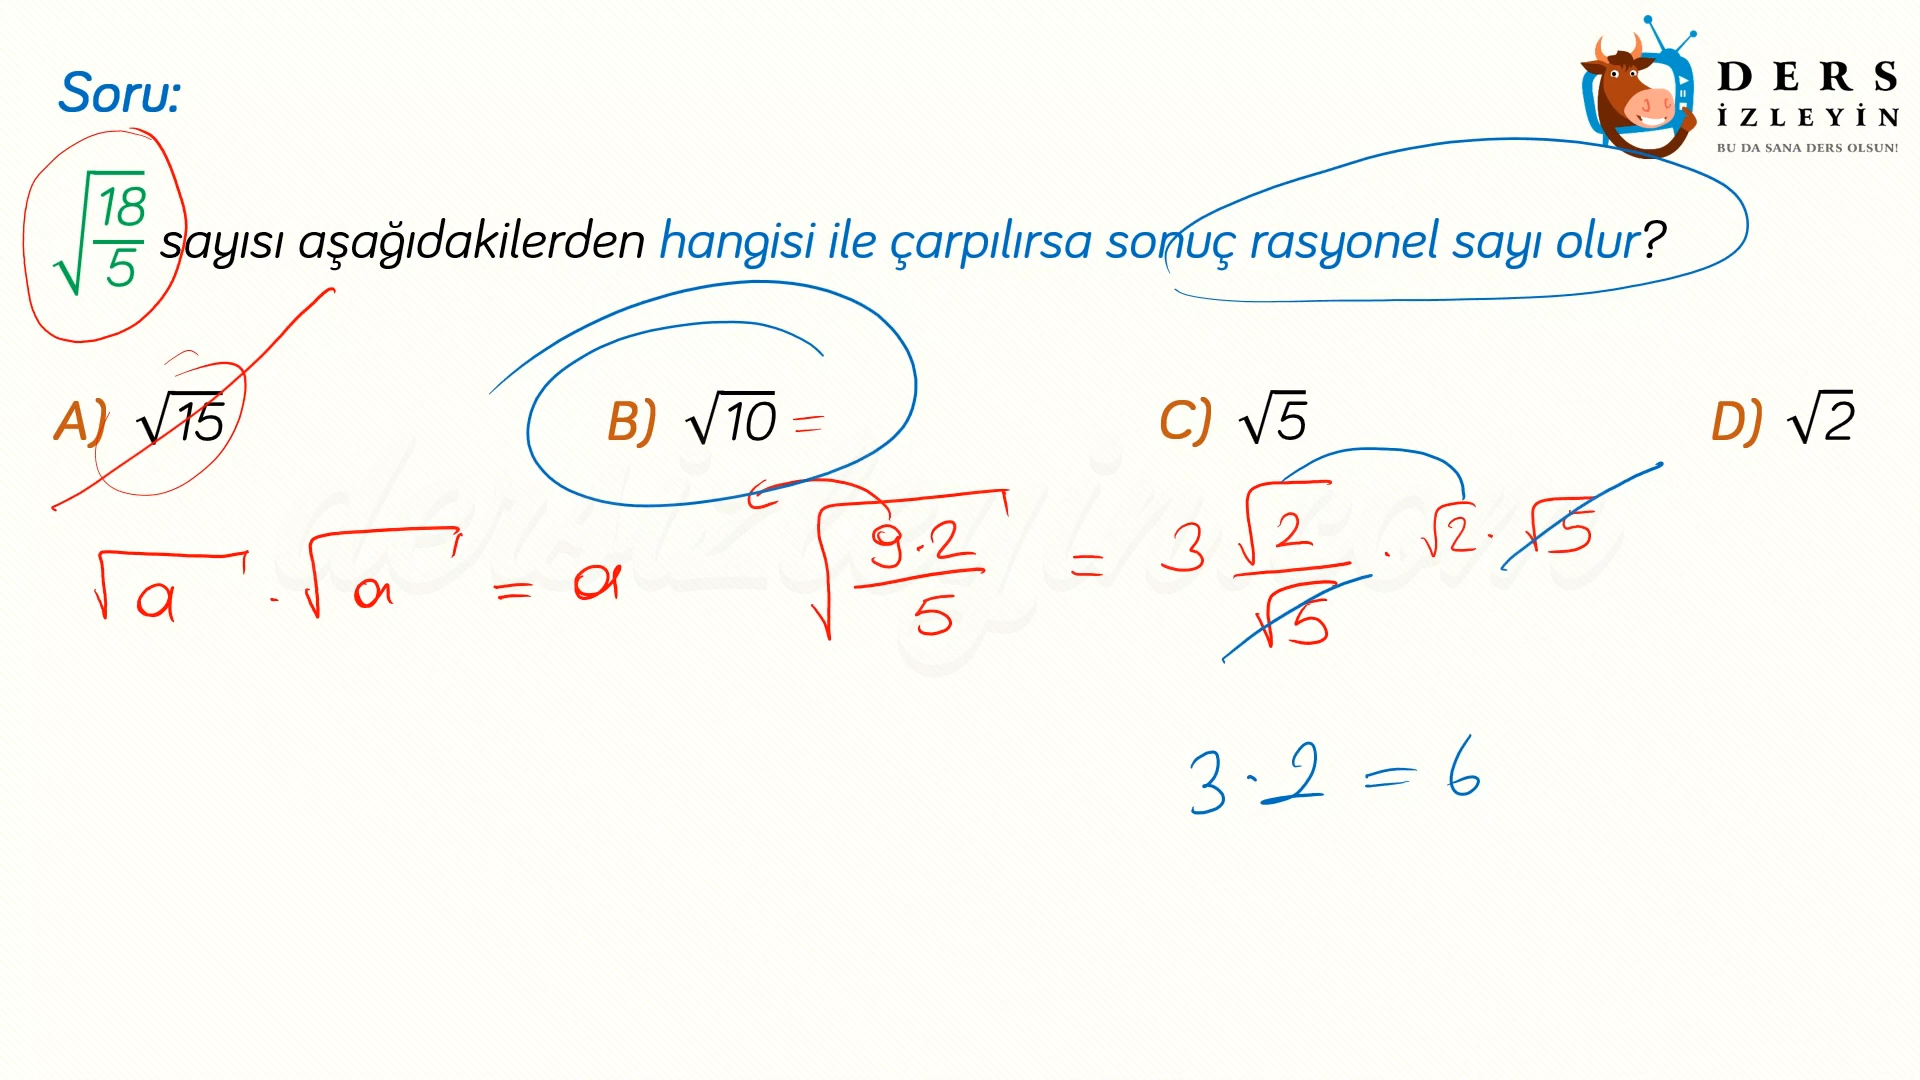 DERS
İZLEYİN
BU DA SANA DERS OLSUN!
Soru:
√(18/5) sayısı aşağıdakilerden hangisi ile çarpılırsa sonuç rasyonel sayı olur?
A) √15 B) √10 = C) √5 D) √2
√a · √a = a √(9·2/5) = 3 √2/√5 · √2 · √5
3·2 = 6